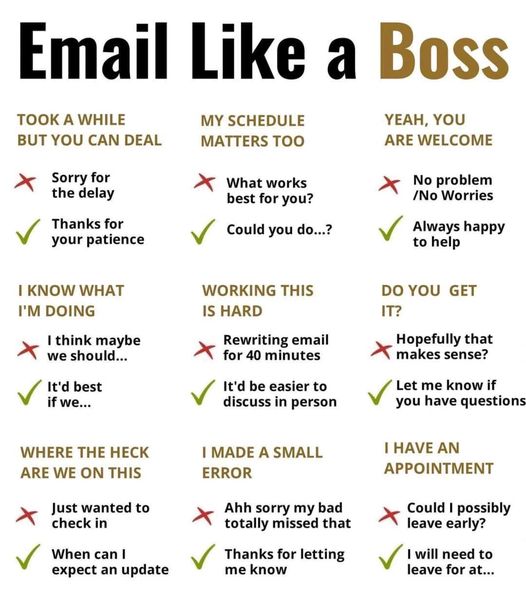 Email Like a Boss
TOOK A WHILE
BUT YOU CAN DEAL
Sorry for
the delay
Thanks for
your patience
MY SCHEDULE
MATTERS TOO
What works
best for you?
Could you do...?
YEAH, YOU
ARE WELCOME
No problem
/No Worries
Always happy
to help
I KNOW WHAT
I'M DOING
I think maybe
we should...
It'd best
if we...
WORKING THIS
IS HARD
Rewriting email
for 40 minutes
It'd be easier to
discuss in person
DO YOU GET
IT?
Hopefully that
makes sense?
Let me know if
you have questions
WHERE THE HECK
ARE WE ON THIS
Just wanted to
check in
When can I
expect an update
I MADE A SMALL
ERROR
Ahh sorry my bad
totally missed that
Thanks for letting
me know
I HAVE AN
APPOINTMENT
Could I possibly
leave early?
I will need to
leave for at...